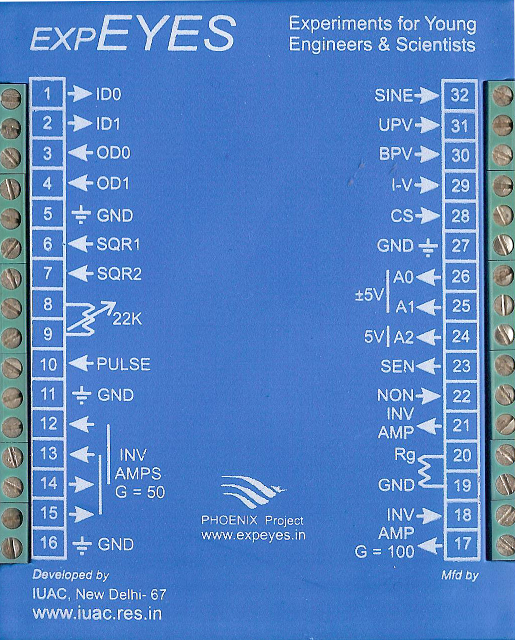 EXPEYES
Experiments for Young
Engineers & Scientists
1 ID0
2 ID1
3 OD0
4 OD1
5 GND
6 SQR1
7 SQR2
8
22K
9
10 PULSE
11 GND
12
13
INV
AMPS
G = 50
14
15
16 GND
SINE 32
UPV 31
BPV 30
I-V 29
CS 28
GND 27
±5V
A0 26
A1 25
5V A2 24
SEN 23
NON 22
INV
AMP 21
Rg 20
GND 19
INV 18
AMP
G = 100 17
PHOENIX Project
www.expeyes.in
Developed by
IUAC, New Delhi- 67
www.iuac.res.in
Mfd by